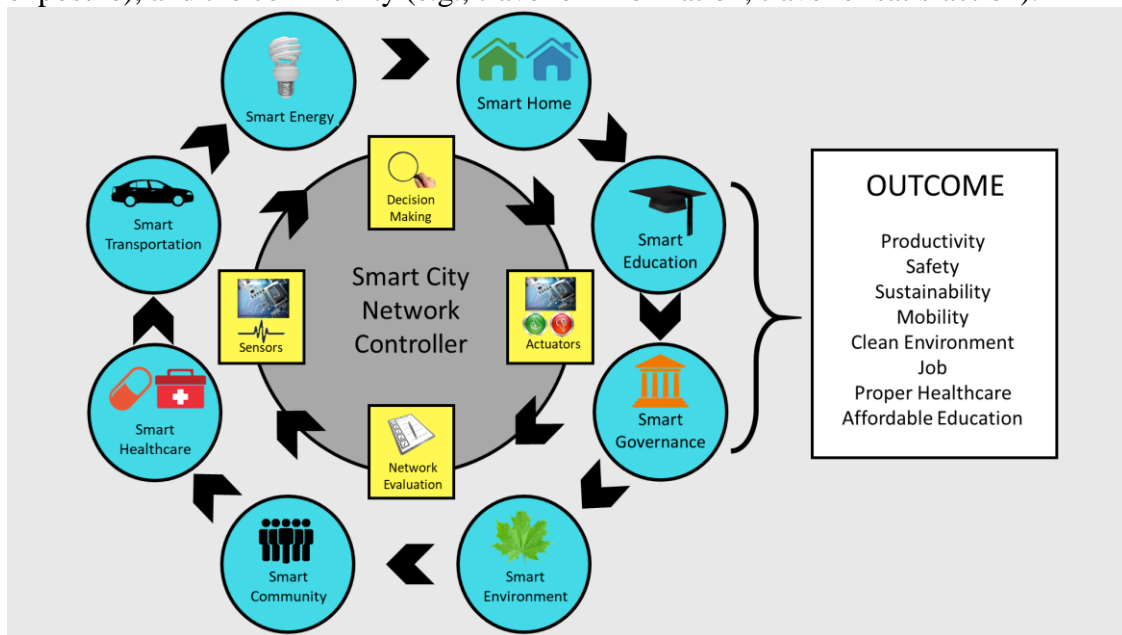 Smart Energy
Smart Home
Smart
Transportation
Decision
Making
Smart
Education
Sensors
Smart City
Network
Controller
Actuators
Smart
Healthcare
Network
Evaluation
Smart
Governance
Smart
Community
Smart
Environment
OUTCOME
Productivity
Safety
Sustainability
Mobility
Clean Environment
Job
Proper Healthcare
Affordable Education